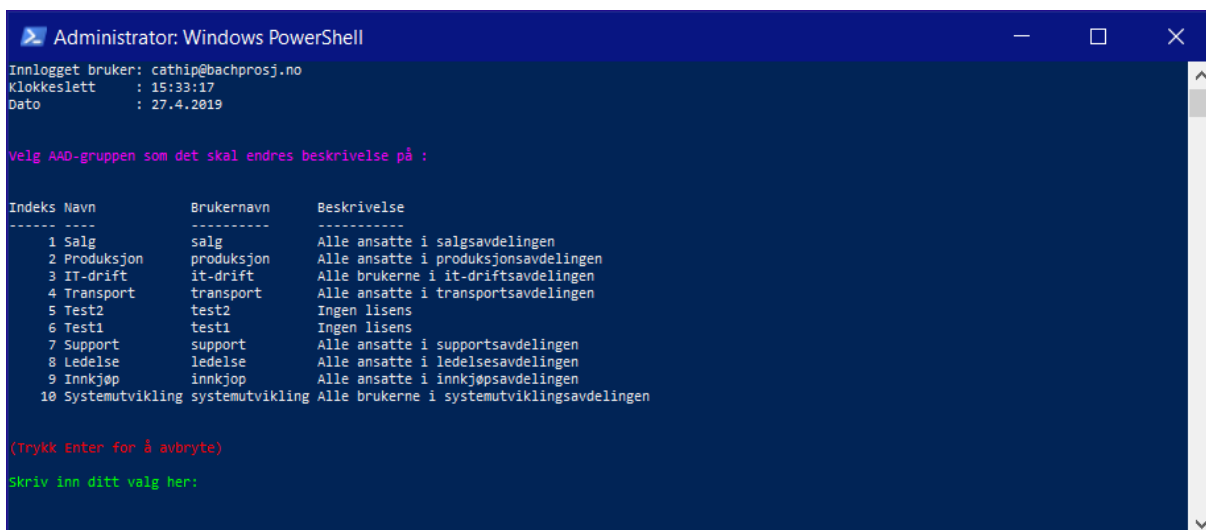 Administrator: Windows PowerShell
Innlogget bruker: cathip@bachprosj.no
Klokkeslett     : 15:33:17
Dato            : 27.4.2019
Velg AAD-gruppen som det skal endres beskrivelse på :
Indeks Navn            Brukernavn      Beskrivelse
------ ----            ----------      -----------
     1 Salg            salg            Alle ansatte i salgsavdelingen
     2 Produksjon      produksjon      Alle ansatte i produksjonsavdelingen
     3 IT-drift        it-drift        Alle brukerne i it-driftsavdelingen
     4 Transport       transport       Alle ansatte i transportsavdelingen
     5 Test2           test2           Ingen lisens
     6 Test1           test1           Ingen lisens
     7 Support         support         Alle ansatte i supportsavdelingen
     8 Ledelse         ledelse         Alle ansatte i ledelsesavdelingen
     9 Innkjøp         innkjop         Alle ansatte i innkjøpsavdelingen
    10 Systemutvikling systemutvikling Alle brukerne i systemutviklingsavdelingen
(Trykk Enter for å avbryte)
Skriv inn ditt valg her: